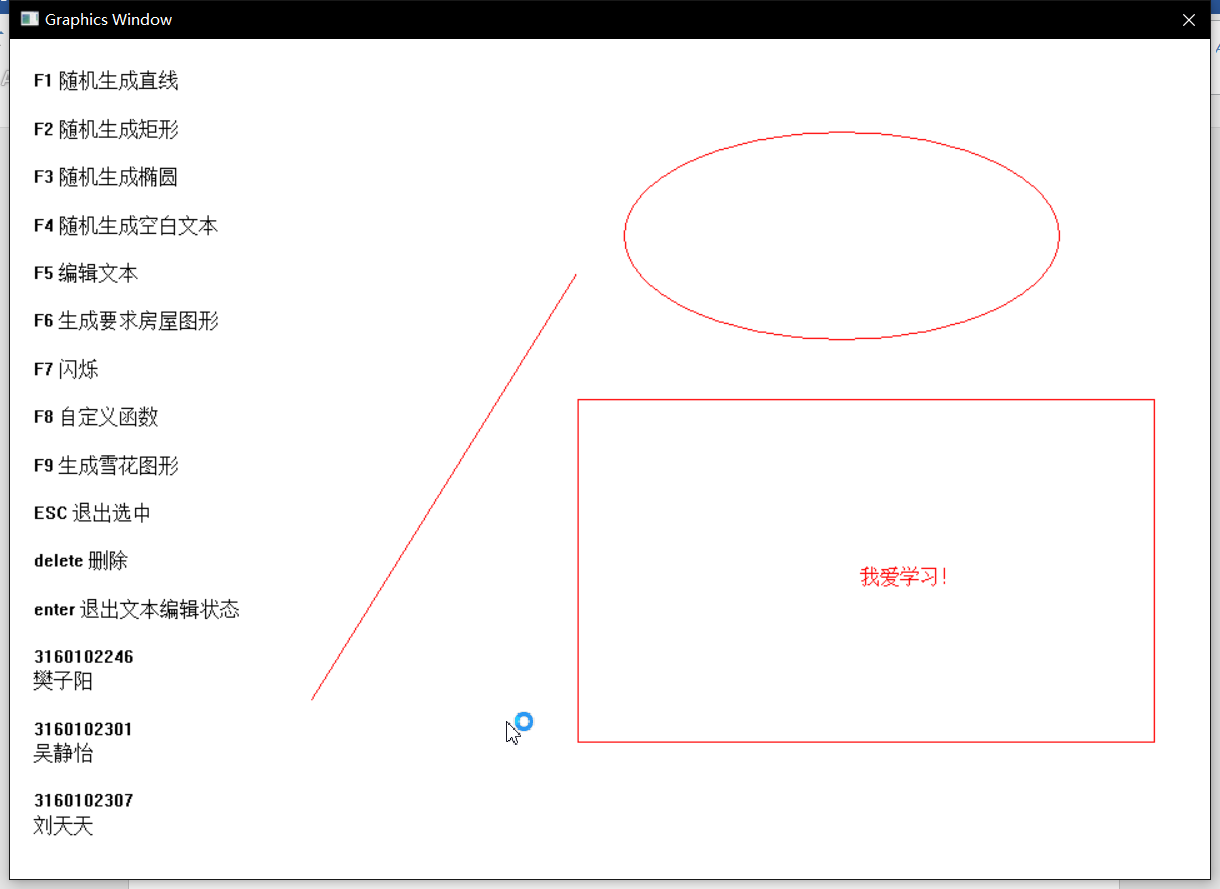 Graphics Window
F1 随机生成直线
F2 随机生成矩形
F3 随机生成椭圆
F4 随机生成空白文本
F5 编辑文本
F6 生成要求房屋图形
F7 闪烁
F8 自定义函数
F9 生成雪花图形
ESC 退出选中
delete 删除
enter 退出文本编辑状态
3160102246
樊子阳
3160102301
吴静怡
3160102307
刘天天
我爱学习！